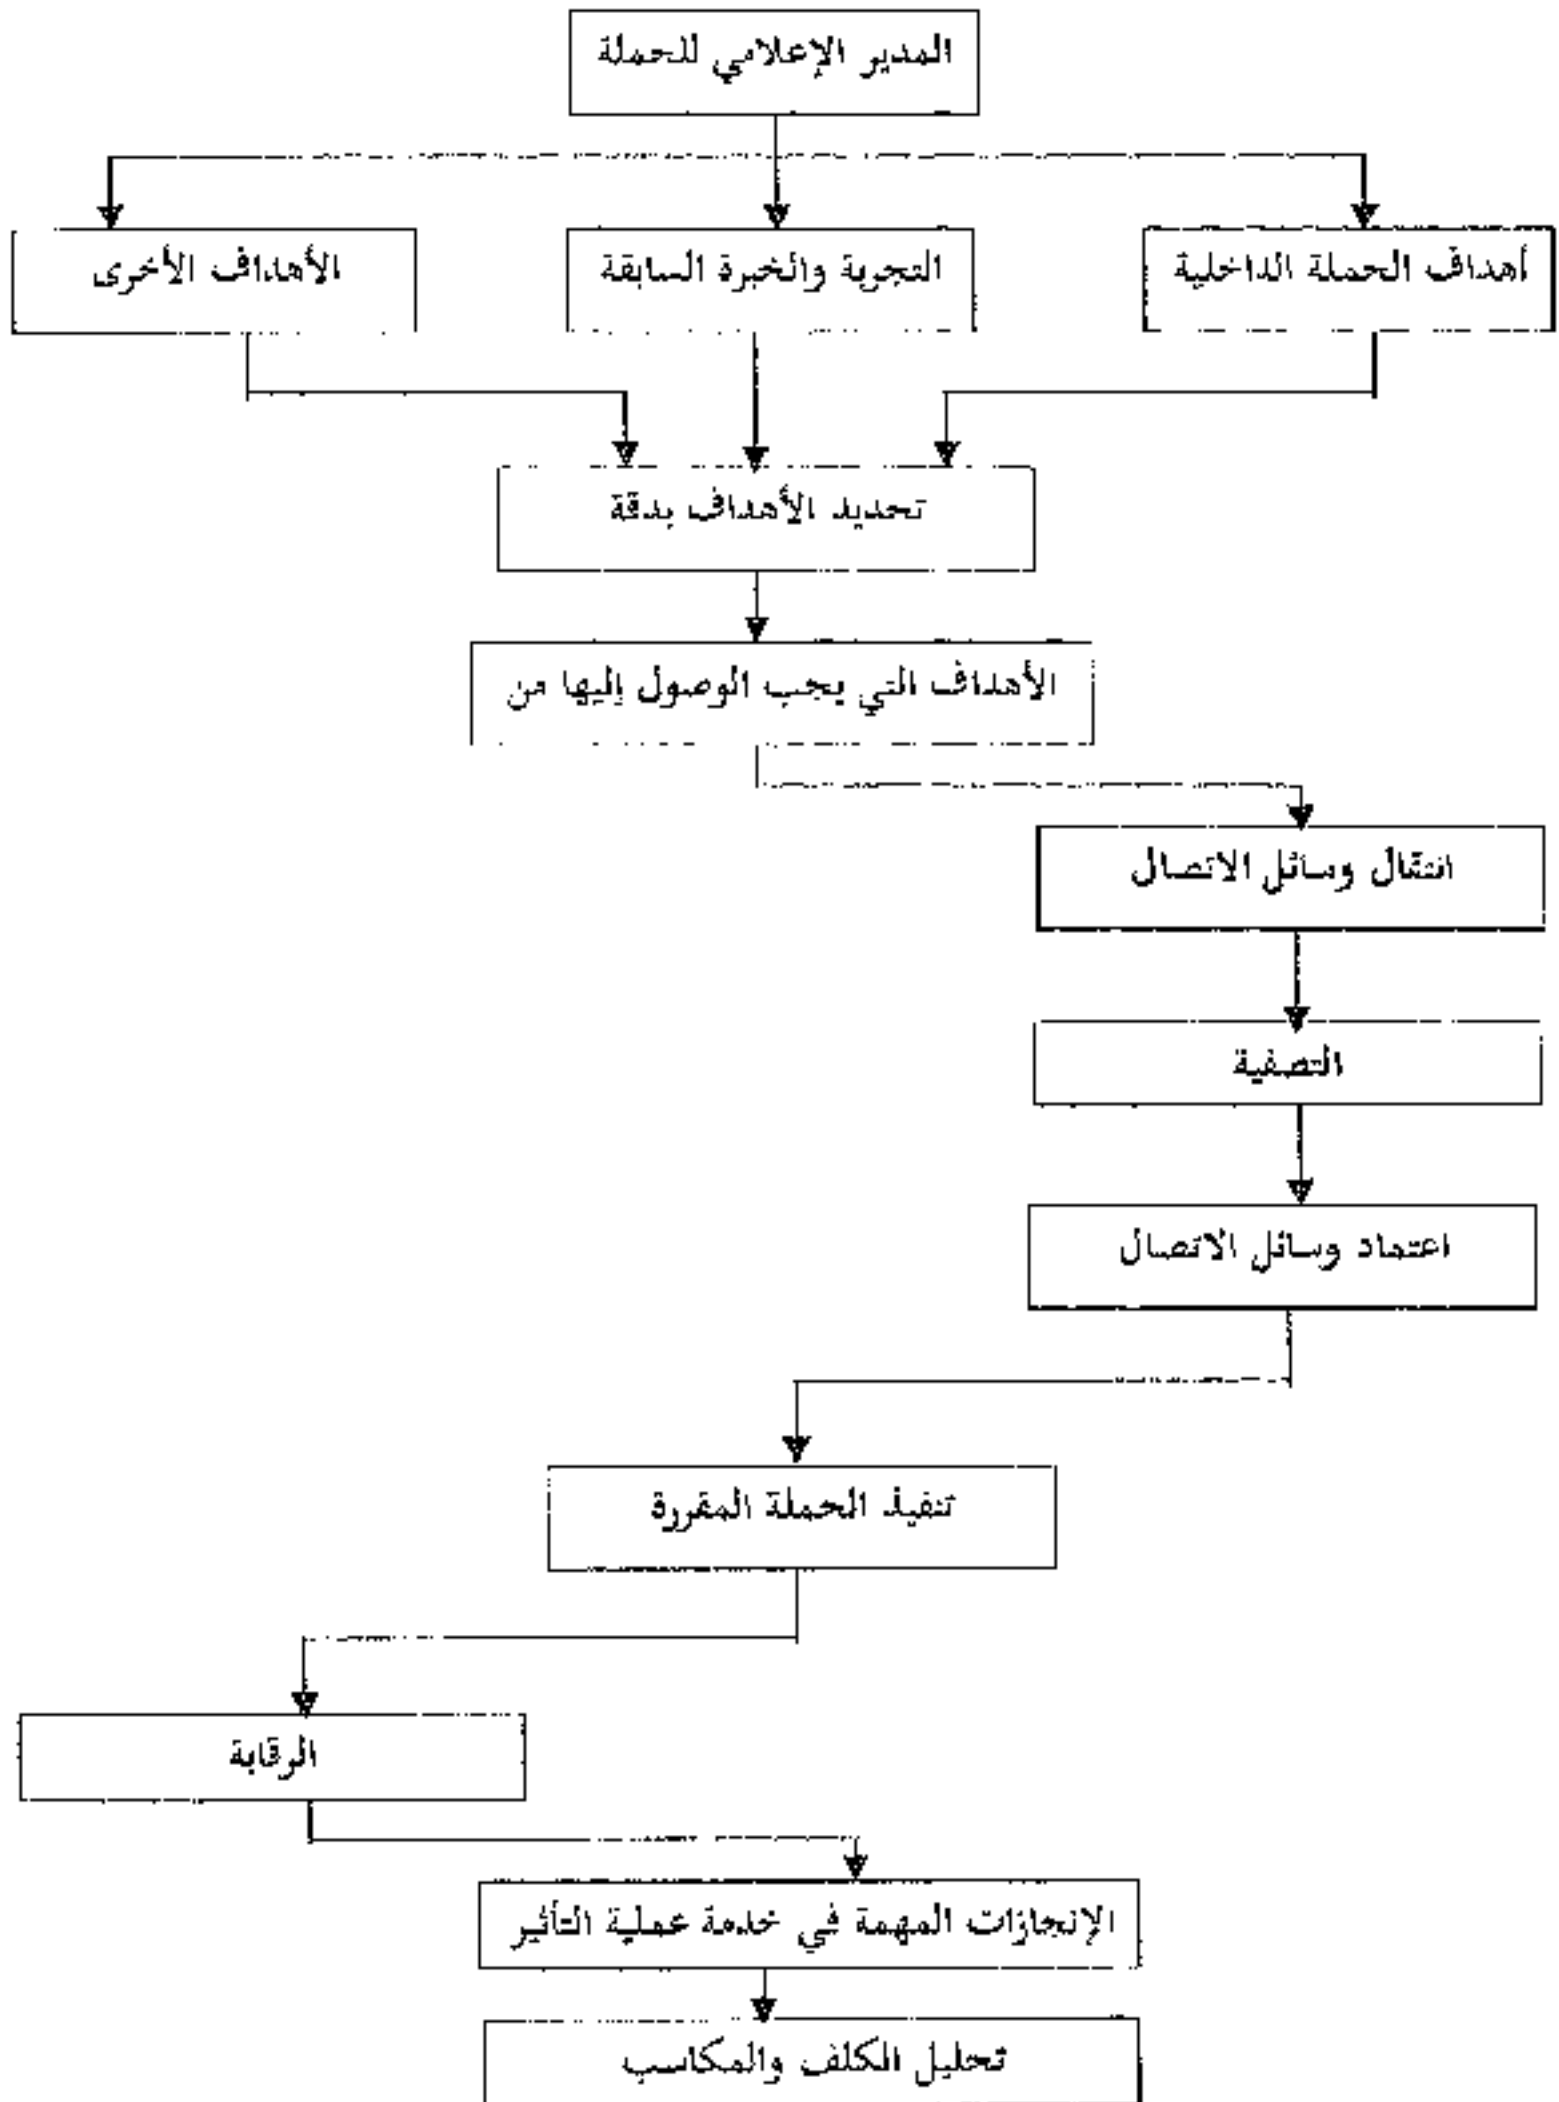 المدير الإعلامي للحملة
أهداف الحملة الداخلية
التجربة والخبرة السابقة
الأهداف الأخرى
تحديد الأهداف بدقة
الأهداف التي يجب الوصول إليها من
انتقال وسائل الاتصال
التصفية
اعتماد وسائل الاتصال
تنفيذ الحملة المقررة
الرقابة
الإنجازات المهمة في خدمة عملية التأثير
تحليل الكلف والمكاسب